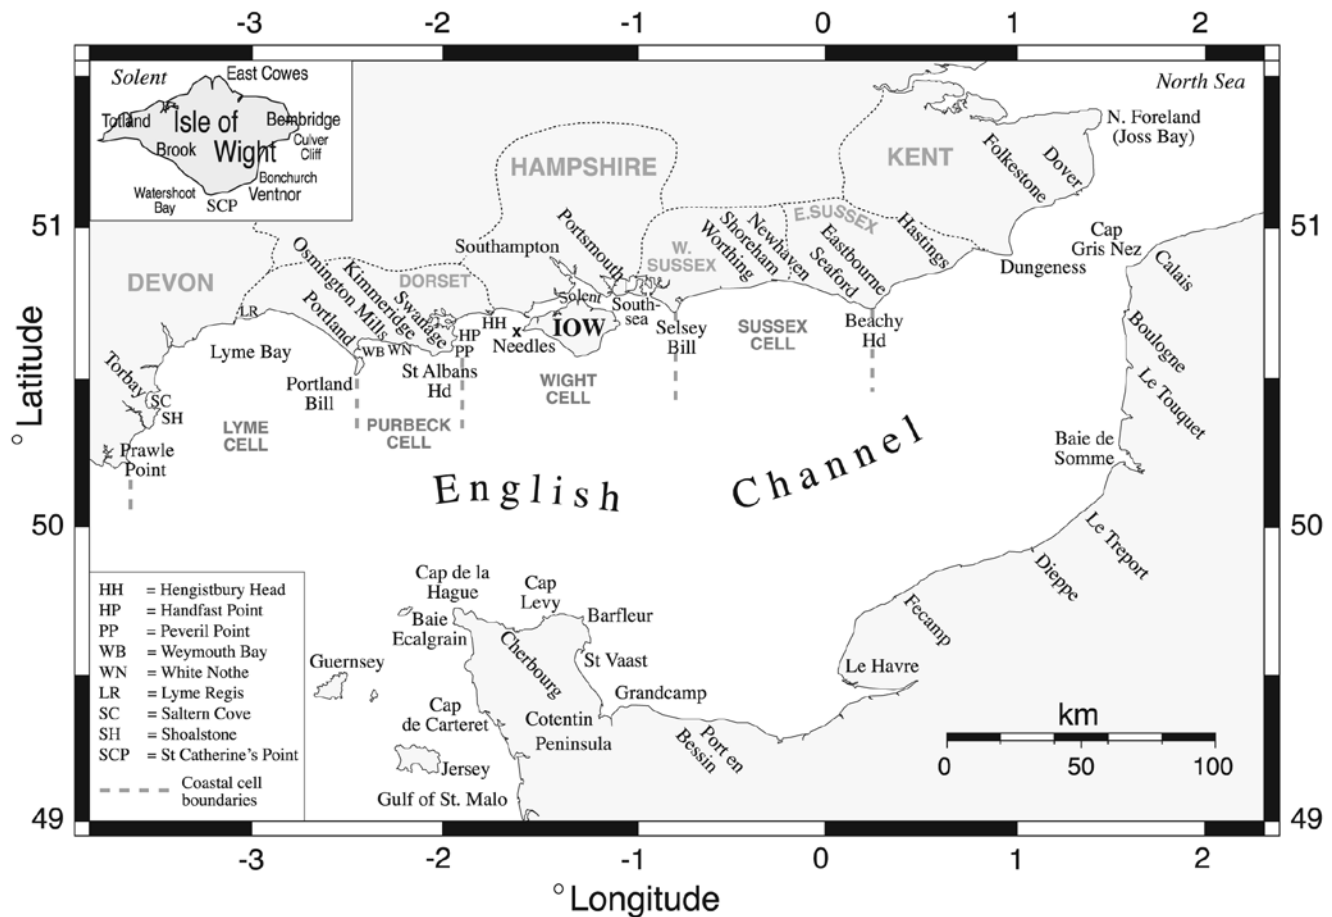 -3
-2
-1
0
1
2
Solent
East Cowes
Totland
Isle of
Wight
Bembridge
Culver
Cliff
Brook
Bonchurch
Watershoot
Bay
Ventnor
SCP
North Sea
N. Foreland
(Joss Bay)
HAMPSHIRE
KENT
Folkestone
Dover
51
51
DEVON
Osmington Mills
Kimmeridge
Swanage
Portland
DORSET
Southampton
Portsmouth
W.
SUSSEX
Worthing
Shoreham
Newhaven
E.SUSSEX
Seaford
Eastbourne
Hastings
Dungeness
Cap
Gris Nez
Calais
LR
Lyme Bay
WB
WN
HP
PP
HH
x
Needles
Solent
IOW
South-
sea
Selsey
Bill
SUSSEX
CELL
Beachy
Hd
Boulogne
Le Touquet
Torbay
SC
SH
Portland
Bill
St Albans
Hd
WIGHT
CELL
LYME
CELL
PURBECK
CELL
Prawle
Point
Baie de
Somme
English
Channel
° Latitude
50
50
Le Treport
Dieppe
Fecamp
Le Havre
Cap de la
Hague
Cap
Levy
Baie
Ecalgrain
Barfleur
Cherbourg
St Vaast
Guernsey
Grandcamp
Cap
de Carteret
Cotentin
Peninsula
Port en
Bessin
Jersey
Gulf of St. Malo
HH = Hengistbury Head
HP = Handfast Point
PP = Peveril Point
WB = Weymouth Bay
WN = White Nothe
LR = Lyme Regis
SC = Saltern Cove
SH = Shoalstone
SCP = St Catherine's Point
Coastal cell
boundaries
km
0
50
100
49
49
-3
-2
-1
0
1
2
° Longitude